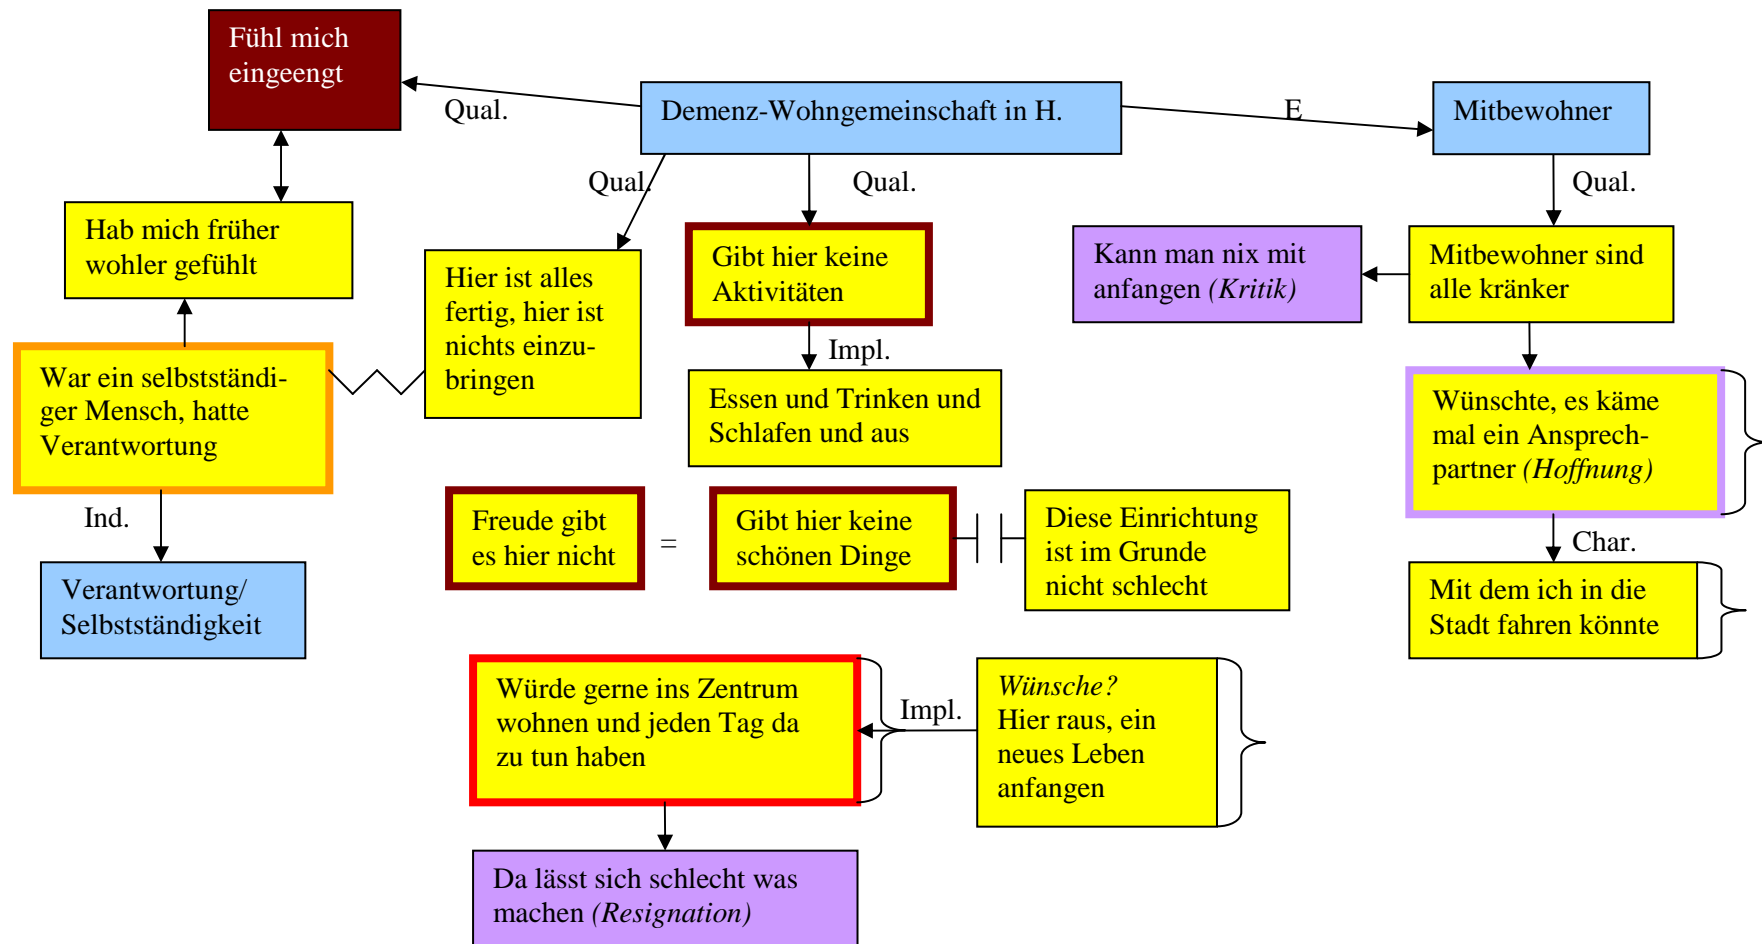 Fühl mich
eingeengt
Qual.
Demenz-Wohngemeinschaft in H.
E
Mitbewohner
Qual.
Qual.
Qual.
Hab mich früher
wohler gefühlt
Hier ist alles
fertig, hier ist
nichts einzu-
bringen
Gibt hier keine
Aktivitäten
Kann man nix mit
anfangen (Kritik)
Mitbewohner sind
alle kränker
Impl.
War ein selbstständi-
ger Mensch, hatte
Verantwortung
Essen und Trinken und
Schlafen und aus
Wünschte, es käme
mal ein Ansprech-
partner (Hoffnung)
Ind.
Freude gibt
es hier nicht
=
Gibt hier keine
schönen Dinge
Diese Einrichtung
ist im Grunde
nicht schlecht
Char.
Verantwortung/
Selbstständigkeit
Mit dem ich in die
Stadt fahren könnte
Würde gerne ins Zentrum
wohnen und jeden Tag da
zu tun haben
Impl.
Wünsche?
Hier raus, ein
neues Leben
anfangen
Da lässt sich schlecht was
machen (Resignation)